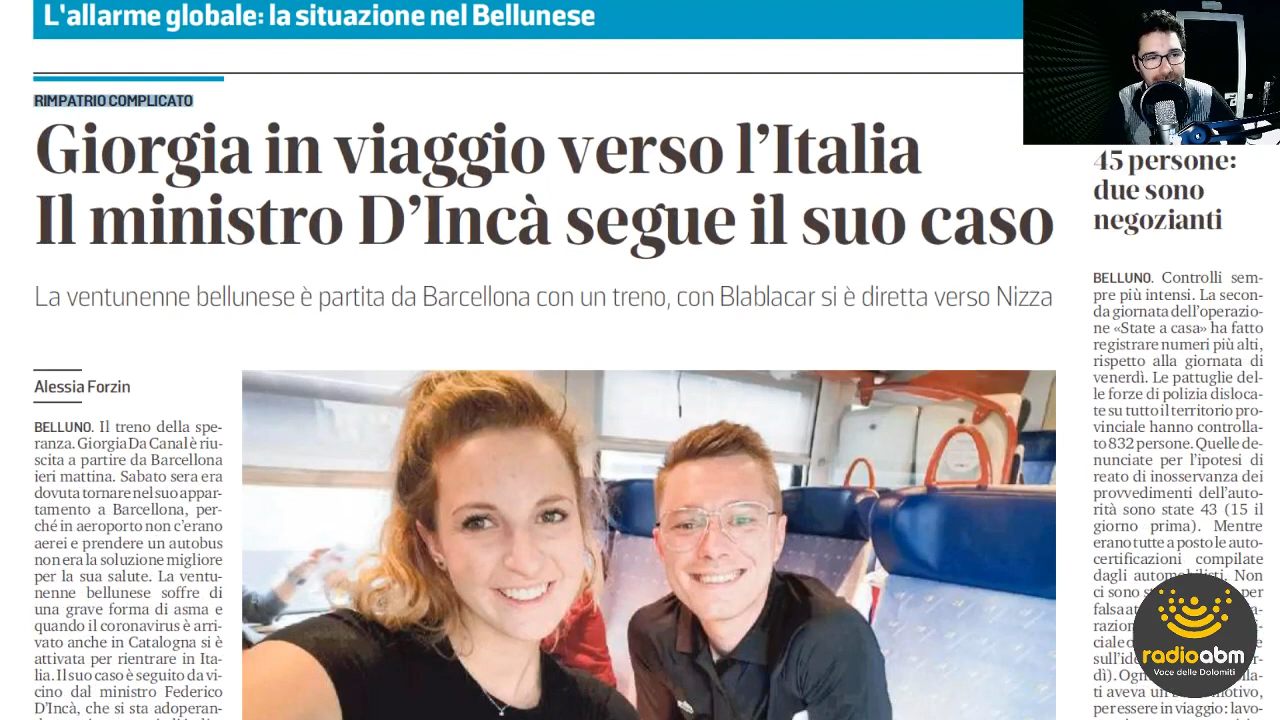 L'allarme globale: la situazione nel Bellunese
RIMPATRIO COMPLICATO
Giorgia in viaggio verso l'Italia
Il ministro D'Incà segue il suo caso
La ventunenne bellunese è partita da Barcellona con un treno, con Blablacar si è diretta verso Nizza
Alessia Forzin
BELLUNO. Il treno della spe-
ranza. Giorgia Da Canal è riu-
scita a partire da Barcellona
ieri mattina. Sabato sera era
dovuta tornare nel suo appar-
tamento a Barcellona, per-
ché in aeroporto non c'erano
aerei e prendere un autobus
non era la soluzione migliore
per la sua salute. La ventu-
nenne bellunese soffre di
una grave forma di asma e
quando il coronavirus è arri-
vato anche in Catalogna si è
attivata per rientrare in Ita-
lia. Il suo caso è seguito da vi-
cino dal ministro Federico
D'Incà, che si sta adoperan-
45 persone:
due sono
negozianti
BELLUNO. Controlli sem-
pre più intensi. La secon-
da giornata dell'operazio-
ne «State a casa» ha fatto
registrare numeri più alti,
rispetto alla giornata di
venerdì. Le pattuglie del-
le forze di polizia disloca-
te su tutto il territorio pro-
vinciale hanno controlla-
to 832 persone. Quelle de-
nunciate per l'ipotesi di
reato di inosservanza dei
provvedimenti dell'auto-
rità sono state 43 (15 il
giorno prima). Mentre
erano tutte a posto le auto-
certificazioni compilate
dagli automobilisti. Non
ci sono per
falsa
razion
ciale
sull'id
dì). Ogn
ti aveva un motivo,
per essere in viaggio: lavo-
radioabm
Voce delle Dolomiti